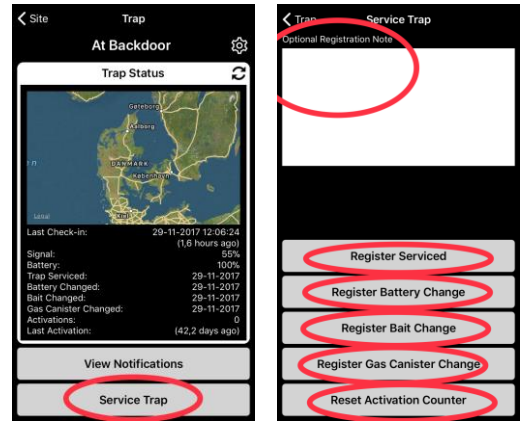 Site
Trap
At Backdoor
Trap Status
Göteborg
Aalborg
DANMARK
København
Kiel
Legal
Last Check-in: 29-11-2017 12:06:24
(1,6 hours ago)
Signal: 55%
Battery: 100%
Trap Serviced: 29-11-2017
Battery Changed: 29-11-2017
Bait Changed: 29-11-2017
Gas Canister Changed: 29-11-2017
Activations: 0
Last Activation: (42,2 days ago)
View Notifications
Service Trap
Trap
Service Trap
Optional Registration Note
Register Serviced
Register Battery Change
Register Bait Change
Register Gas Canister Change
Reset Activation Counter